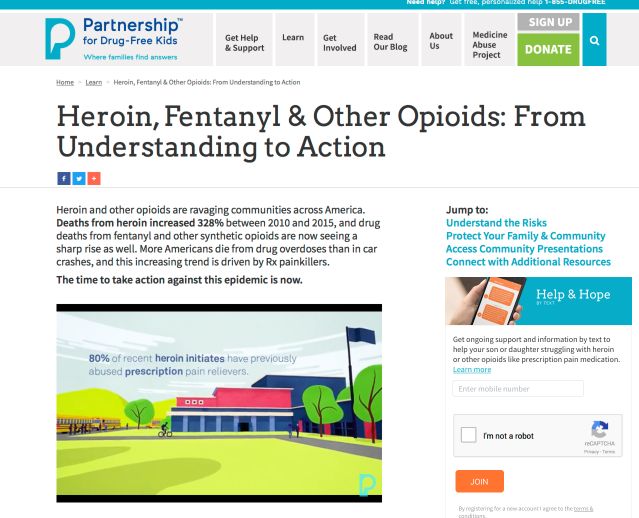 Need help? Get free, personalized help 1-855-DRUGFREE
Partnership™
for Drug-Free Kids
Where families find answers
Get Help
& Support
Learn
Get
Involved
Read
Our Blog
About
Us
Medicine
Abuse
Project
SIGN UP
DONATE
Home ~ Learn ~ Heroin, Fentanyl & Other Opioids: From Understanding to Action
Heroin, Fentanyl & Other Opioids: From
Understanding to Action
Heroin and other opioids are ravaging communities across America.
Deaths from heroin increased 328% between 2010 and 2015, and drug
deaths from fentanyl and other synthetic opioids are now seeing a
sharp rise as well. More Americans die from drug overdoses than in car
crashes, and this increasing trend is driven by Rx painkillers.
The time to take action against this epidemic is now.
80% of recent heroin initiates have previously
abused prescription pain relievers.
Jump to:
Understand the Risks
Protect Your Family & Community
Access Community Presentations
Connect with Additional Resources
Help & Hope
BY TEXT
Get ongoing support and information by text to
help your son or daughter struggling with heroin
or other opioids like prescription pain medication.
Learn more
Enter mobile number
I'm not a robot
reCAPTCHA
Privacy - Terms
JOIN
By registering for a new account I agree to the terms &
conditions.